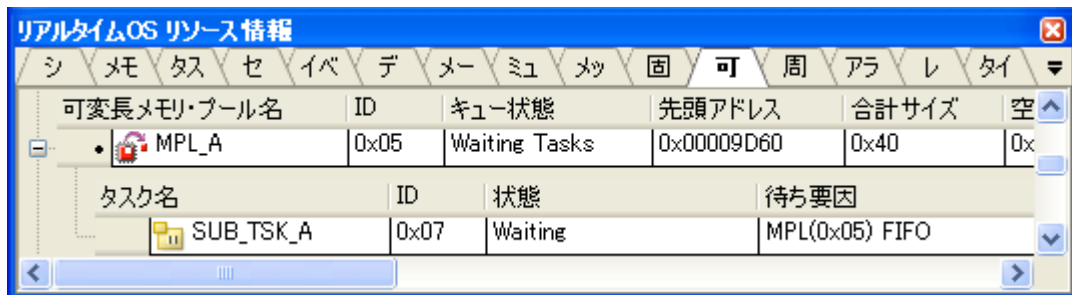 リアルタイムOS リソース情報
シ メモ タス セ イベ デ メー ミュ メッ 固 可 周 アラ レ タイ
可変長メモリ・プール名 ID キュー状態 先頭アドレス 合計サイズ 空
MPL_A 0x05 Waiting Tasks 0x00009D60 0x40 0x
タスク名 ID 状態 待ち要因
SUB_TSK_A 0x07 Waiting MPL(0x05) FIFO